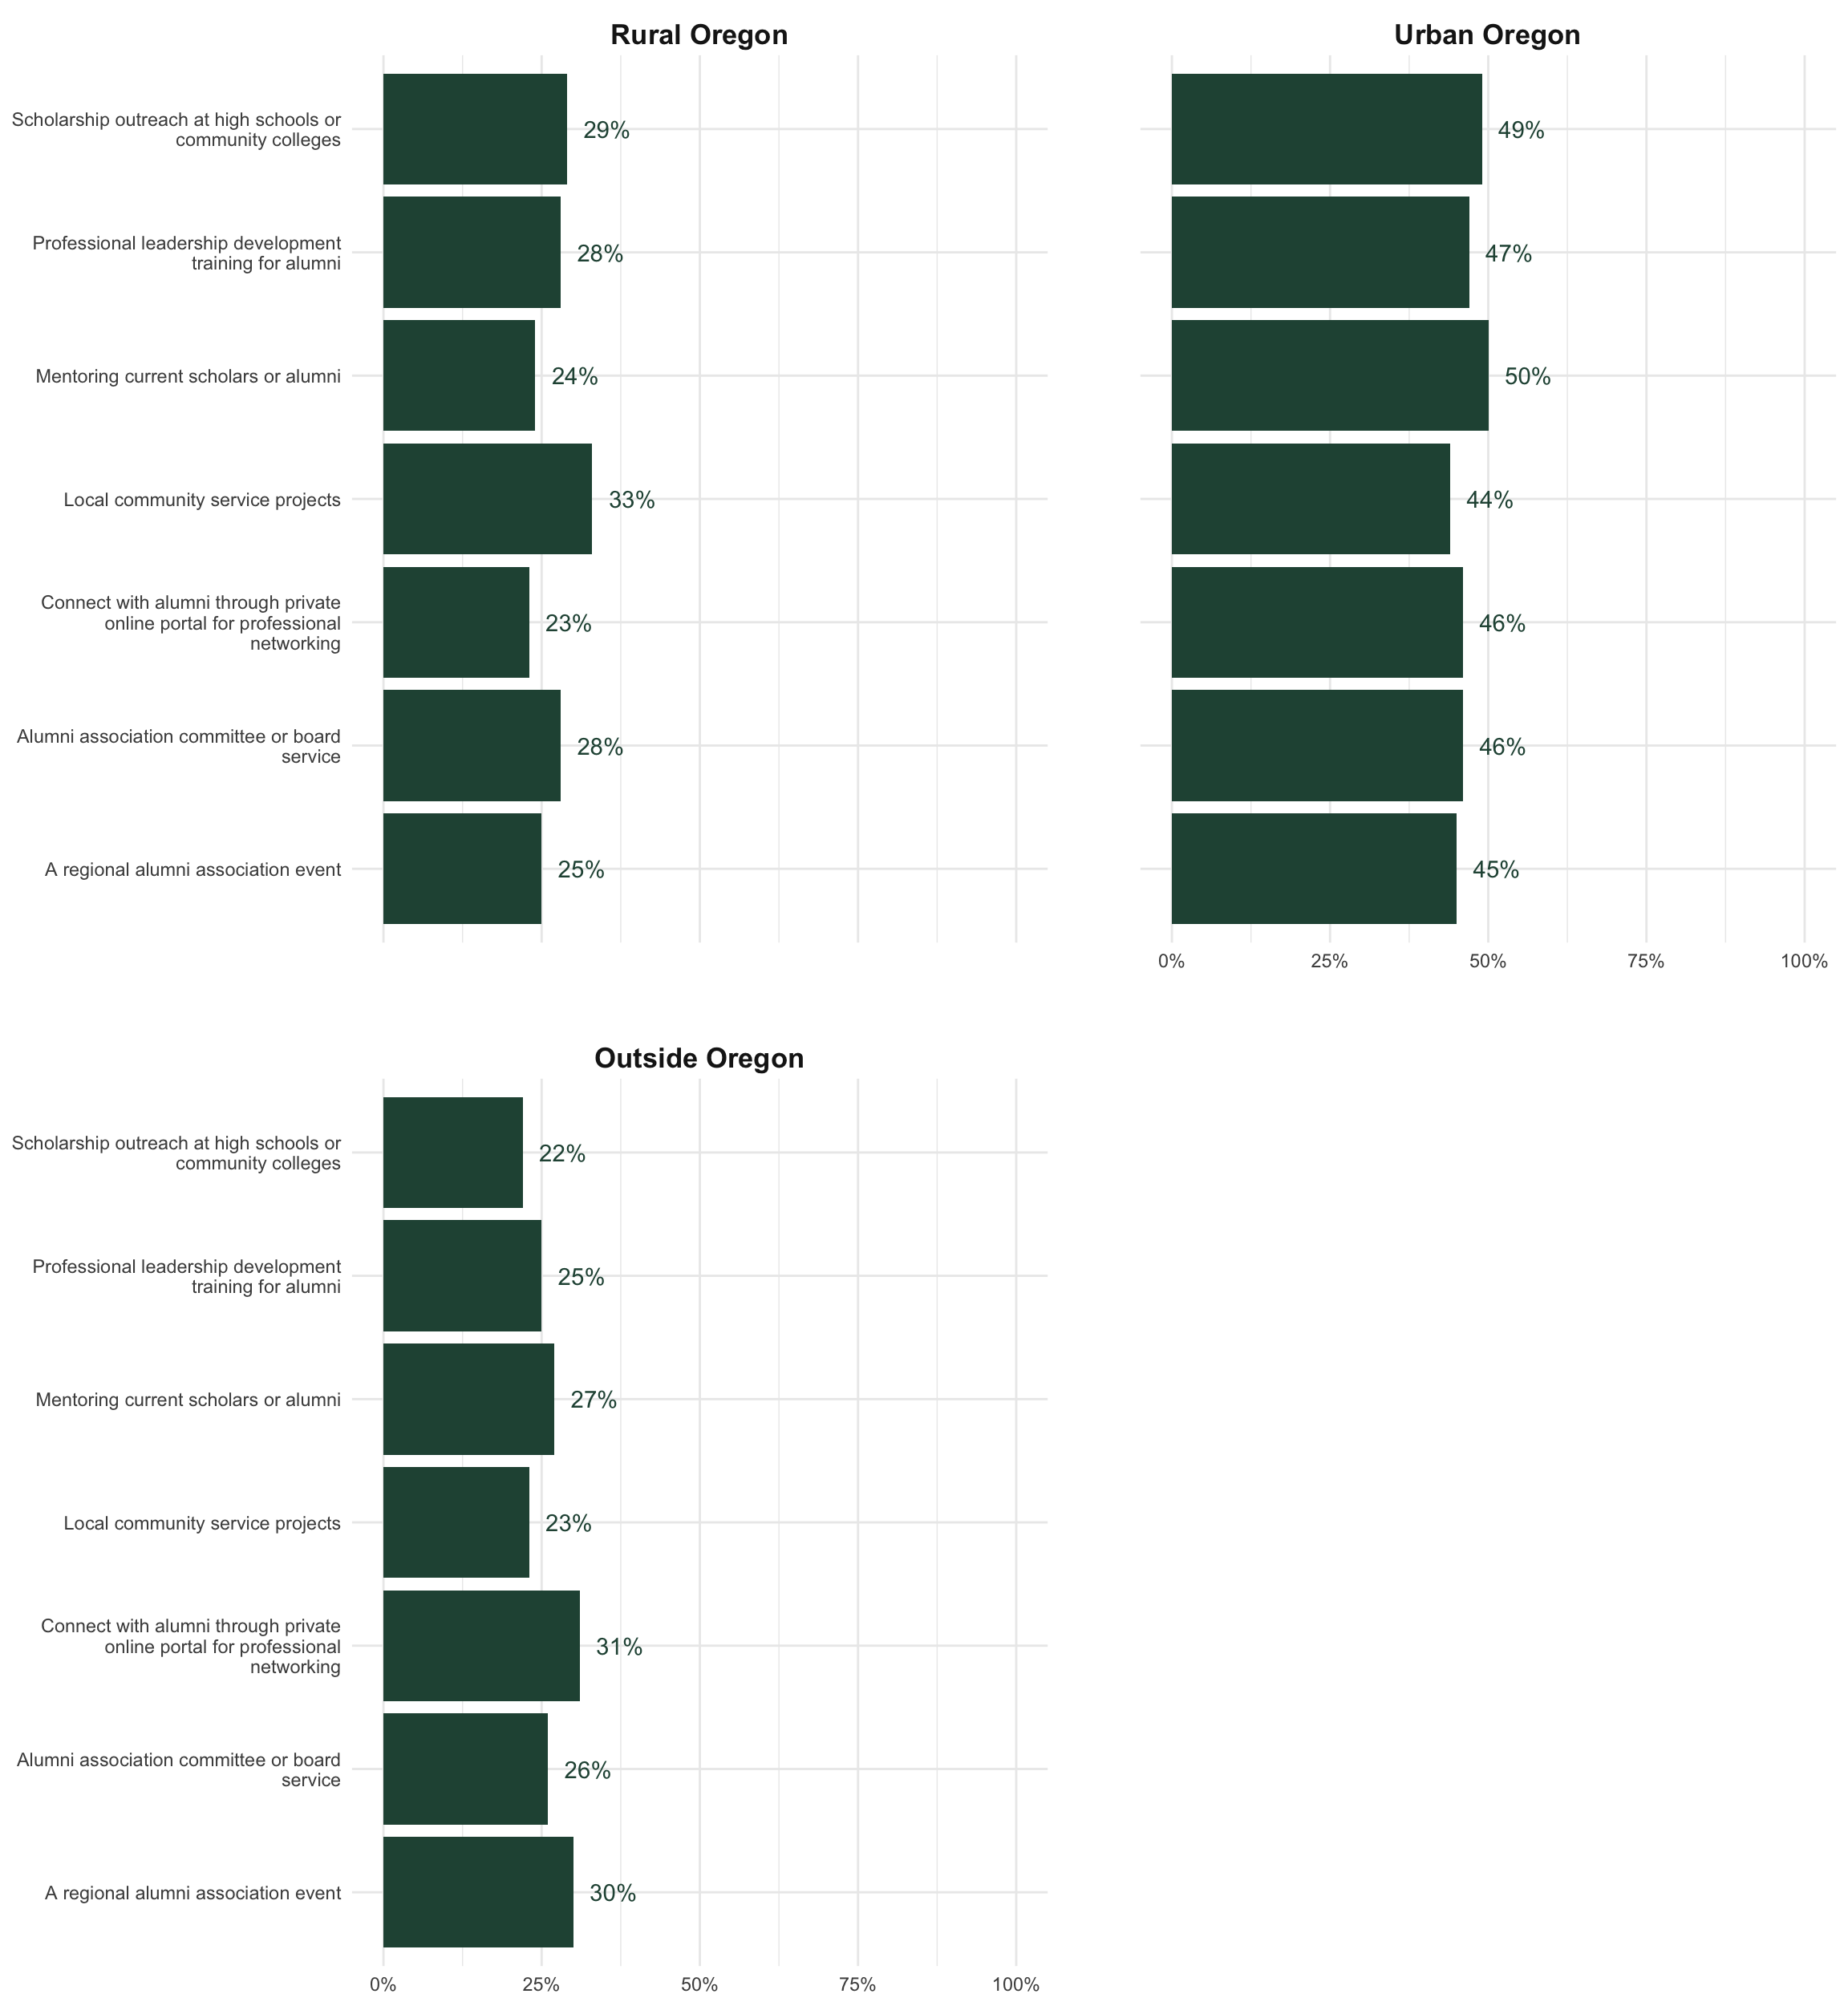 Rural Oregon
Urban Oregon
Scholarship outreach at high schools or
community colleges
29%
49%
Professional leadership development
training for alumni
28%
47%
Mentoring current scholars or alumni
24%
50%
Local community service projects
33%
44%
Connect with alumni through private
online portal for professional
networking
23%
46%
Alumni association committee or board
service
28%
46%
A regional alumni association event
25%
45%
0% 25% 50% 75% 100%
Outside Oregon
Scholarship outreach at high schools or
community colleges
22%
Professional leadership development
training for alumni
25%
Mentoring current scholars or alumni
27%
Local community service projects
23%
Connect with alumni through private
online portal for professional
networking
31%
Alumni association committee or board
service
26%
A regional alumni association event
30%
0% 25% 50% 75% 100%